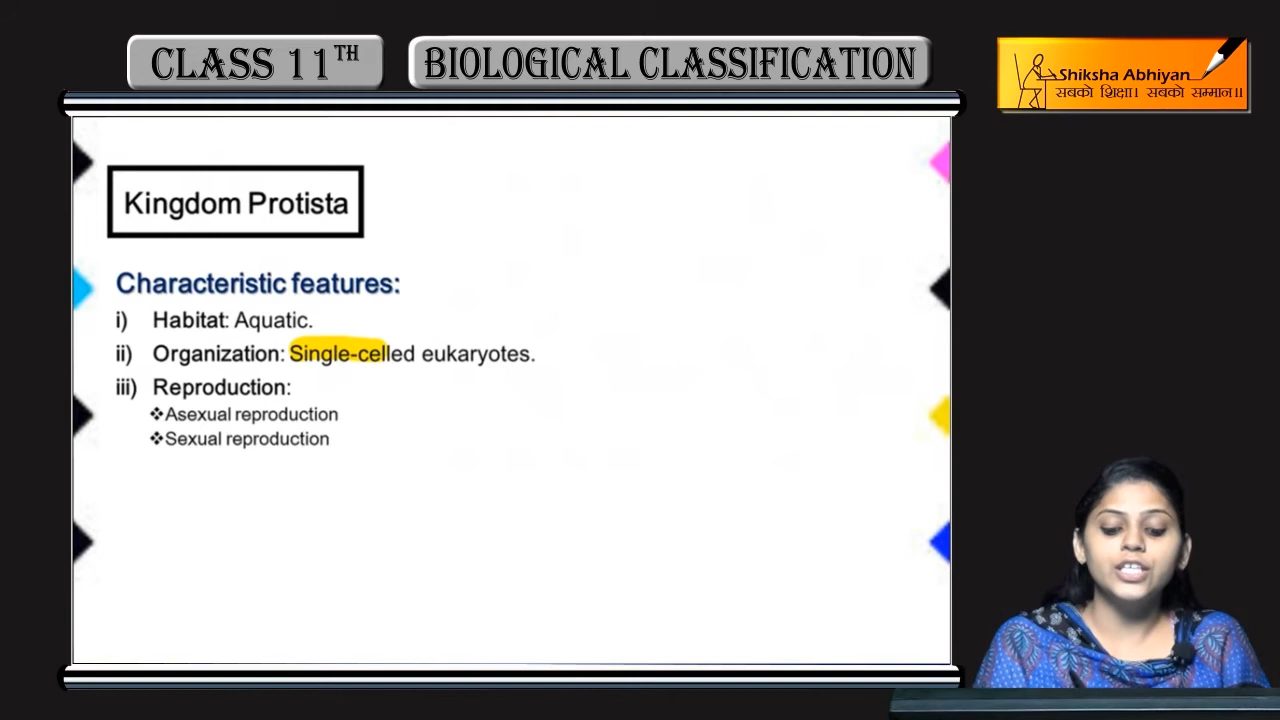 CLASS 11TH
BIOLOGICAL CLASSIFICATION
Shiksha Abhiyan
सबको शिक्षा। सबको सम्मान॥
Kingdom Protista
Characteristic features:
i) Habitat: Aquatic.
ii) Organization: Single-celled eukaryotes.
iii) Reproduction:
❖Asexual reproduction
❖Sexual reproduction